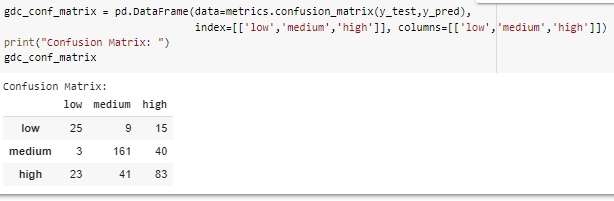 gdc_conf_matrix = pd.DataFrame(data=metrics.confusion_matrix(y_test,y_pred),
index=[['low','medium','high']], columns=[['low','medium','high']])
print("Confusion Matrix: ")
gdc_conf_matrix
Confusion Matrix:
low medium high
low 25 9 15
medium 3 161 40
high 23 41 83